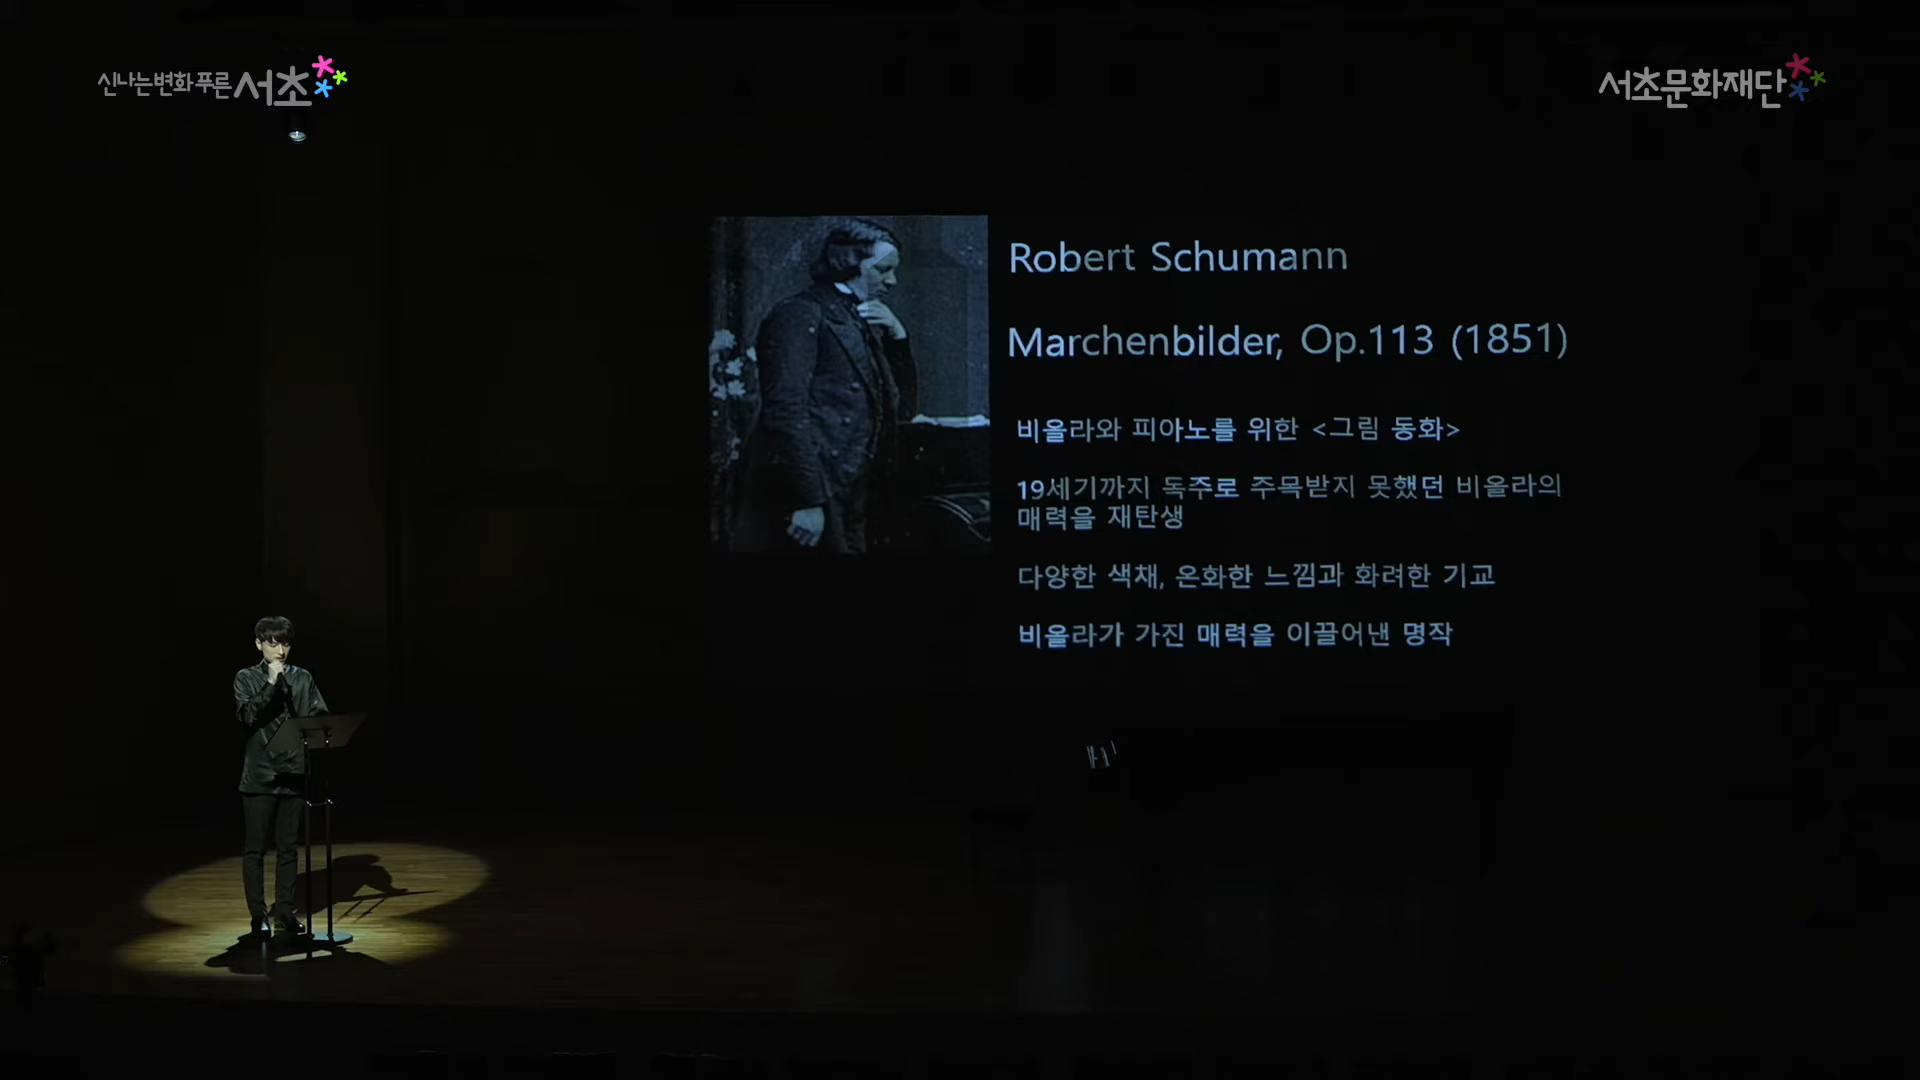 신나는변화 푸른 서초
서초문화재단
Robert Schumann
Marchenbilder, Op.113 (1851)
비올라와 피아노를 위한 <그림 동화>
19세기까지 독주로 주목받지 못했던 비올라의
매력을 재탄생
다양한 색채, 온화한 느낌과 화려한 기교
비올라가 가진 매력을 이끌어낸 명작